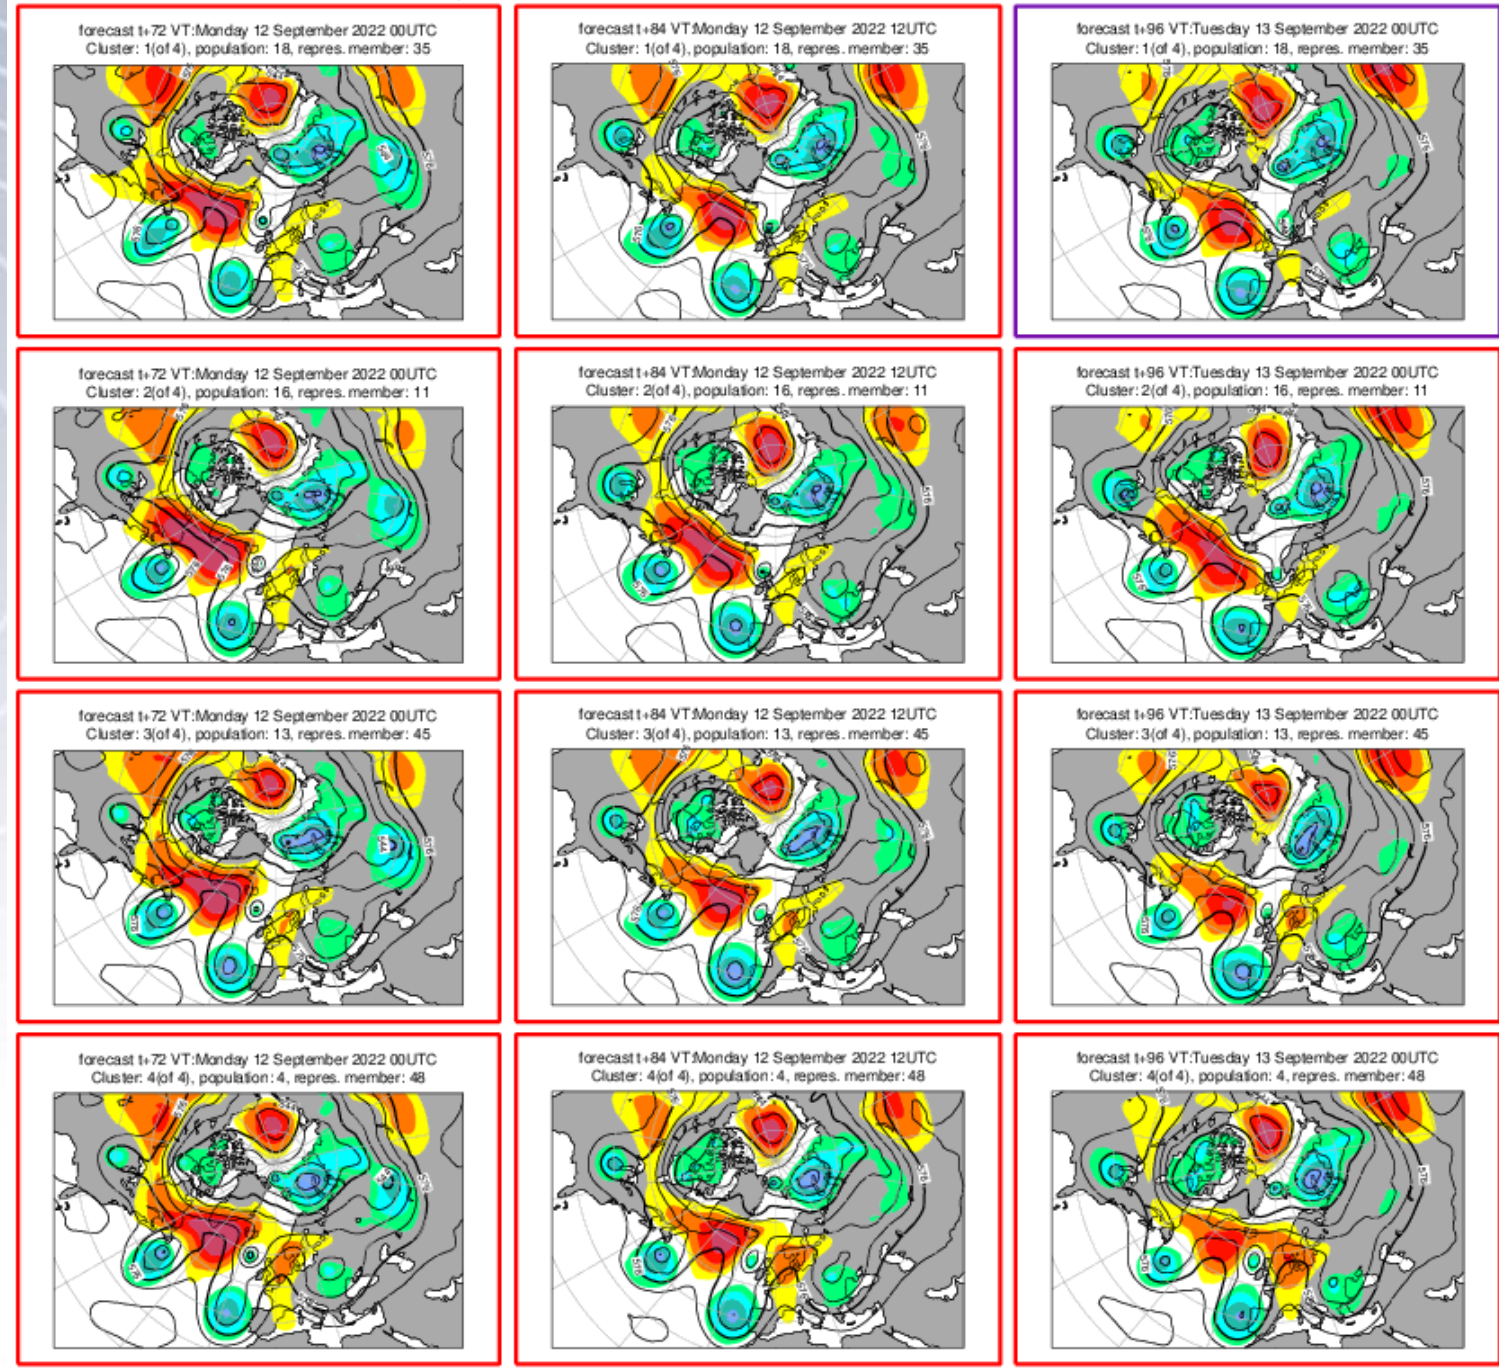 forecast t+72 VT:Monday 12 September 2022 00UTC
Cluster: 1(of 4), population: 18, repres. member: 35
forecast t+84 VT:Monday 12 September 2022 12UTC
Cluster: 1(of 4), population: 18, repres. member: 35
forecast t+96 VT:Tuesday 13 September 2022 00UTC
Cluster: 1(of 4), population: 18, repres. member: 35
forecast t+72 VT:Monday 12 September 2022 00UTC
Cluster: 2(of 4), population: 16, repres. member: 11
forecast t+84 VT:Monday 12 September 2022 12UTC
Cluster: 2(of 4), population: 16, repres. member: 11
forecast t+96 VT:Tuesday 13 September 2022 00UTC
Cluster: 2(of 4), population: 16, repres. member: 11
forecast t+72 VT:Monday 12 September 2022 00UTC
Cluster: 3(of 4), population: 13, repres. member: 45
forecast t+84 VT:Monday 12 September 2022 12UTC
Cluster: 3(of 4), population: 13, repres. member: 45
forecast t+96 VT:Tuesday 13 September 2022 00UTC
Cluster: 3(of 4), population: 13, repres. member: 45
forecast t+72 VT:Monday 12 September 2022 00UTC
Cluster: 4(of 4), population: 4, repres. member: 48
forecast t+84 VT:Monday 12 September 2022 12UTC
Cluster: 4(of 4), population: 4, repres. member: 48
forecast t+96 VT:Tuesday 13 September 2022 00UTC
Cluster: 4(of 4), population: 4, repres. member: 48